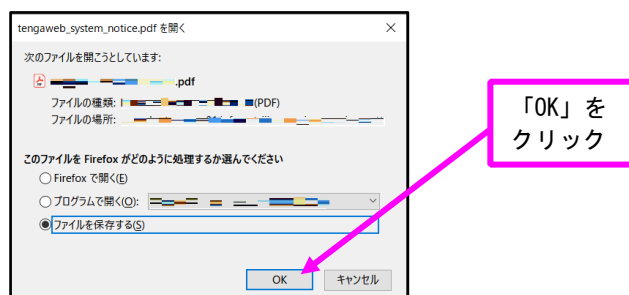 tengaweb_system_notice.pdf を開く
次のファイルを開こうとしています:
.pdf
ファイルの種類: (PDF)
ファイルの場所:
このファイルを Firefox がどのように処理するか選んでください
Firefox で開く(E)
プログラムで開く(O):
ファイルを保存する(S)
OK
キャンセル
「OK」を
クリック